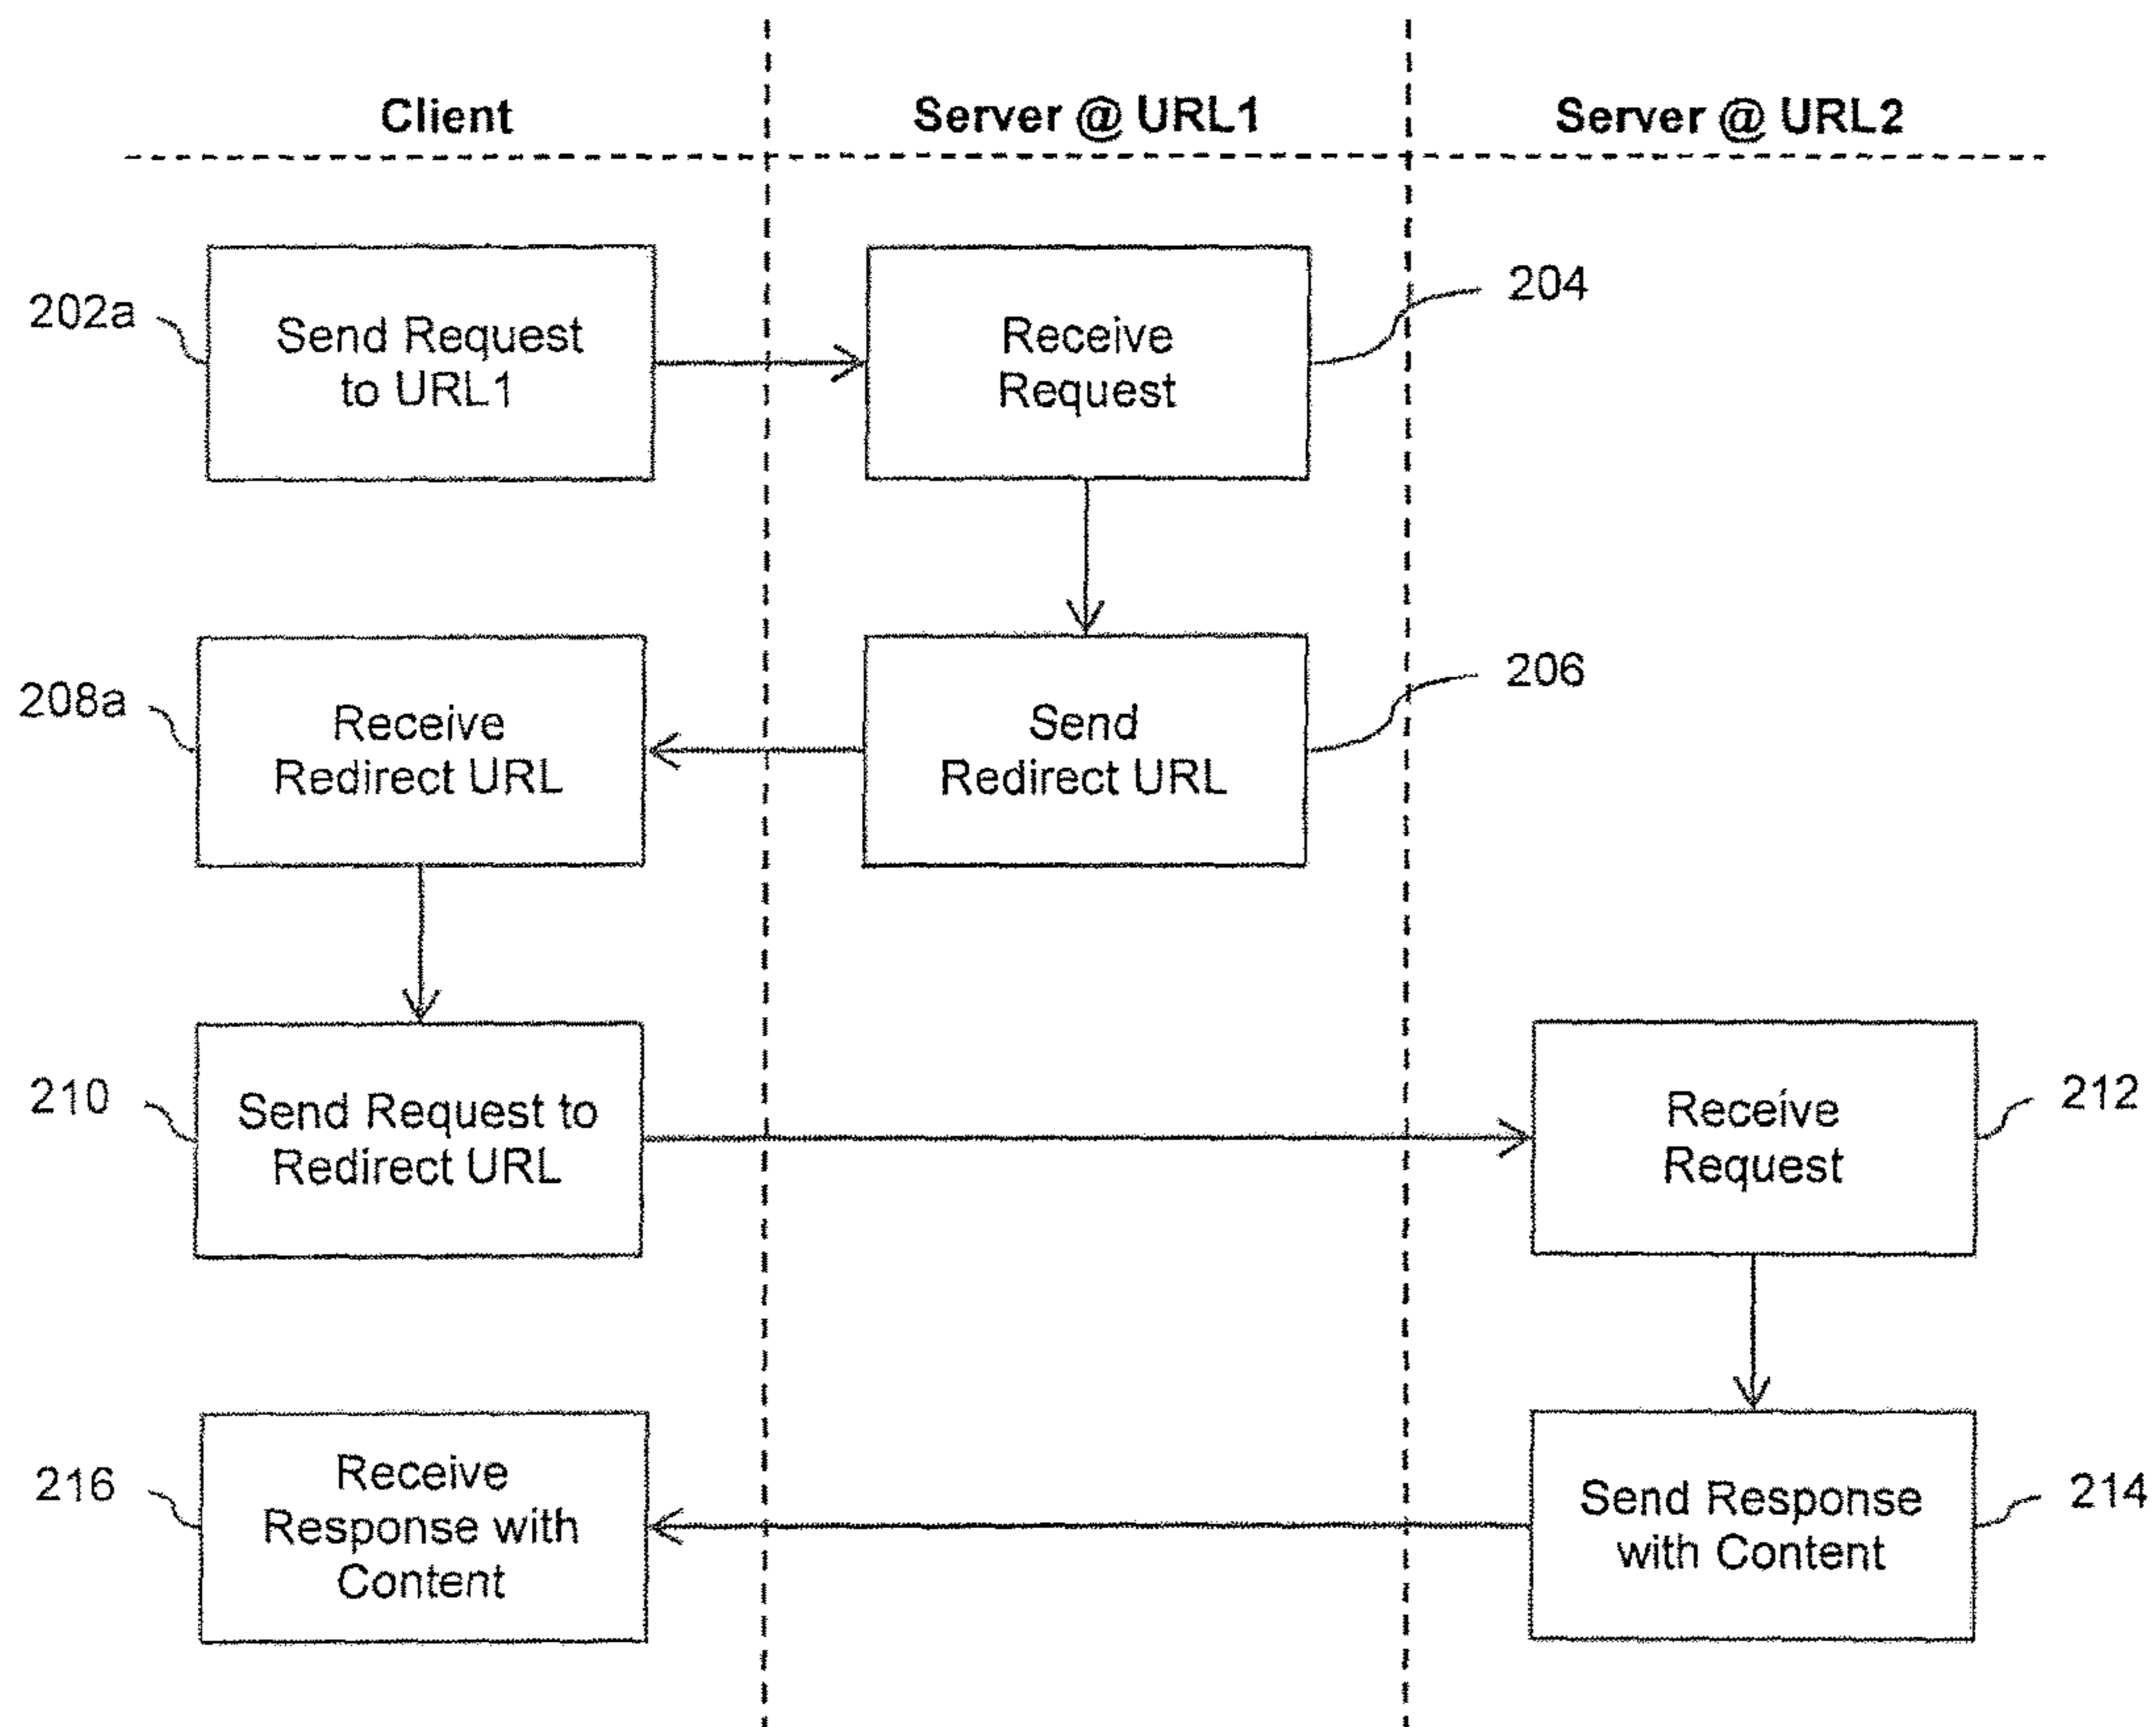 Client
Server @ URL1
Server @ URL2
202a
Send Request
to URL1
Receive
Request
204
208a
Receive
Redirect URL
Send
Redirect URL
206
210
Send Request to
Redirect URL
Receive
Request
212
216
Receive
Response with
Content
Send Response
with Content
214